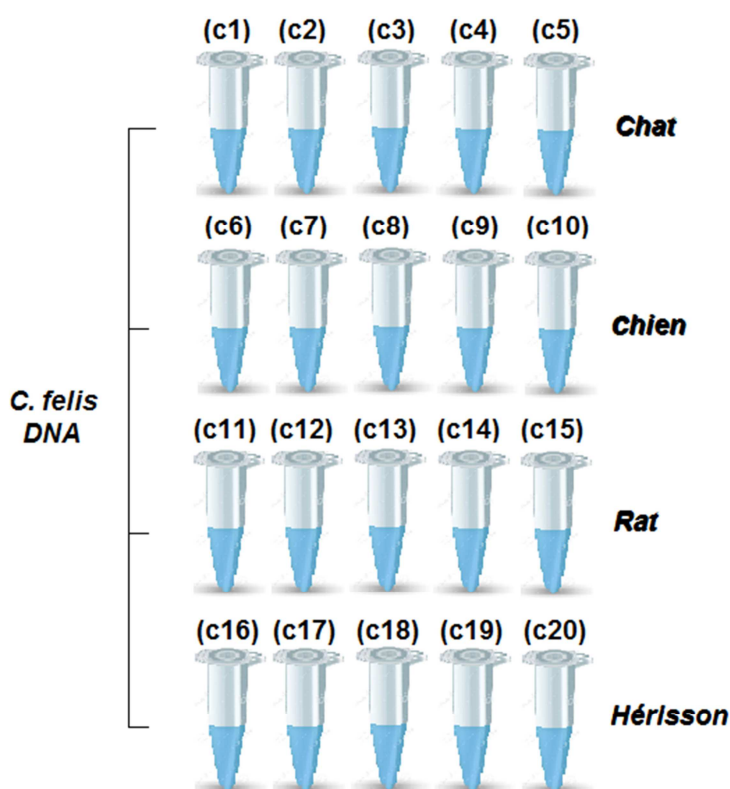 (c1) (c2) (c3) (c4) (c5)
Chat
(c6) (c7) (c8) (c9) (c10)
Chien
C. felis
DNA
(c11) (c12) (c13) (c14) (c15)
Rat
(c16) (c17) (c18) (c19) (c20)
Hérisson